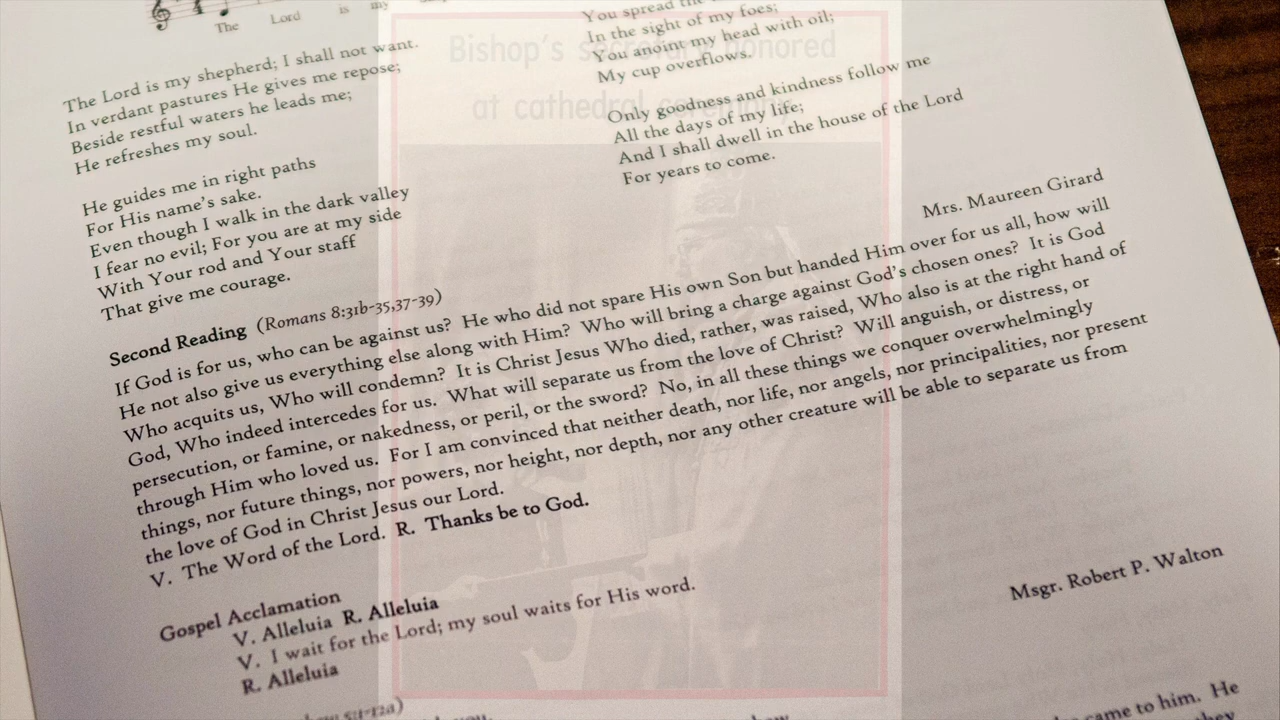 The Lord is my
The Lord is my shepherd; I shall not want.
In verdant pastures He gives me repose;
Beside restful waters he leads me;
He refreshes my soul.
He guides me in right paths
For His name's sake.
Even though I walk in the dark valley
I fear no evil; For you are at my side
With Your rod and Your staff
That give me courage.
You spread the
In the sight of my foes;
You anoint my head with oil;
My cup overflows.
Only goodness and kindness follow me
All the days of my life;
And I shall dwell in the house of the Lord
For years to come.
Bishop's secretary honored
at cathedral ceremony
Mrs. Maureen Girard
Second Reading (Romans 8:31b-35,37-39)
If God is for us, who can be against us? He who did not spare His own Son but handed Him over for us all, how will
He not also give us everything else along with Him? Who will bring a charge against God's chosen ones? It is God
Who acquits us, Who will condemn? It is Christ Jesus Who died, rather, was raised, Who also is at the right hand of
God, Who indeed intercedes for us. What will separate us from the love of Christ? Will anguish, or distress, or
persecution, or famine, or nakedness, or peril, or the sword? No, in all these things we conquer overwhelmingly
through Him who loved us. For I am convinced that neither death, nor life, nor angels, nor principalities, nor present
things, nor future things, nor powers, nor height, nor depth, nor any other creature will be able to separate us from
the love of God in Christ Jesus our Lord.
V. The Word of the Lord. R. Thanks be to God.
Msgr. Robert P. Walton
Gospel Acclamation
V. Alleluia R. Alleluia
V. I wait for the Lord; my soul waits for His word.
R. Alleluia
5:1-12a)
came to him. He